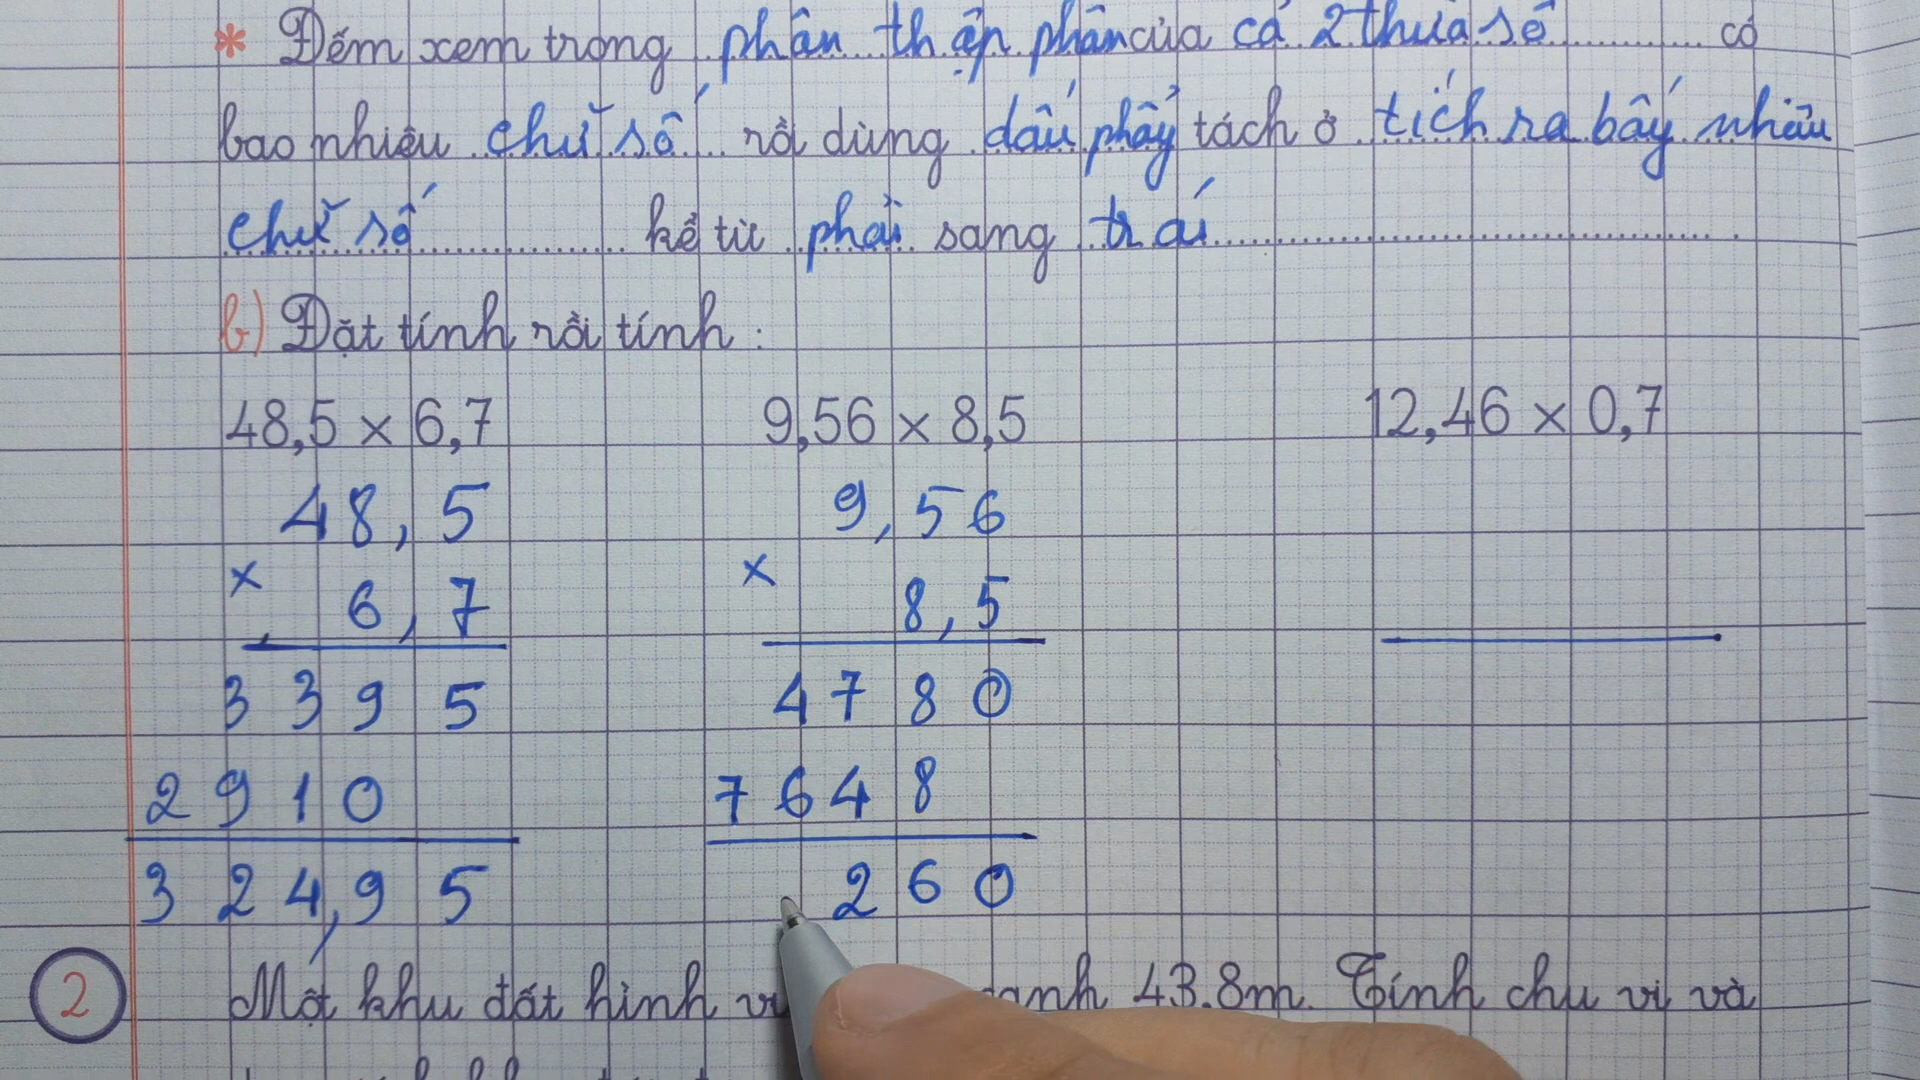 * Đếm xem trong phần thập phân của cả 2 thừa số ........ có
bao nhiêu chữ số rồi dùng dấu phẩy tách ở tích ra bấy nhiêu
chữ số ........ kể từ phải sang trái ........
b) Đặt tính rồi tính :
48,5 × 6,7 9,56 × 8,5 12,46 × 0,7
48,5 9,56
× 6,7 × 8,5
3395 4780
2910 7648
324,95 260
2 Một khu đất hình vu cạnh 43,8m. Tính chu vi và